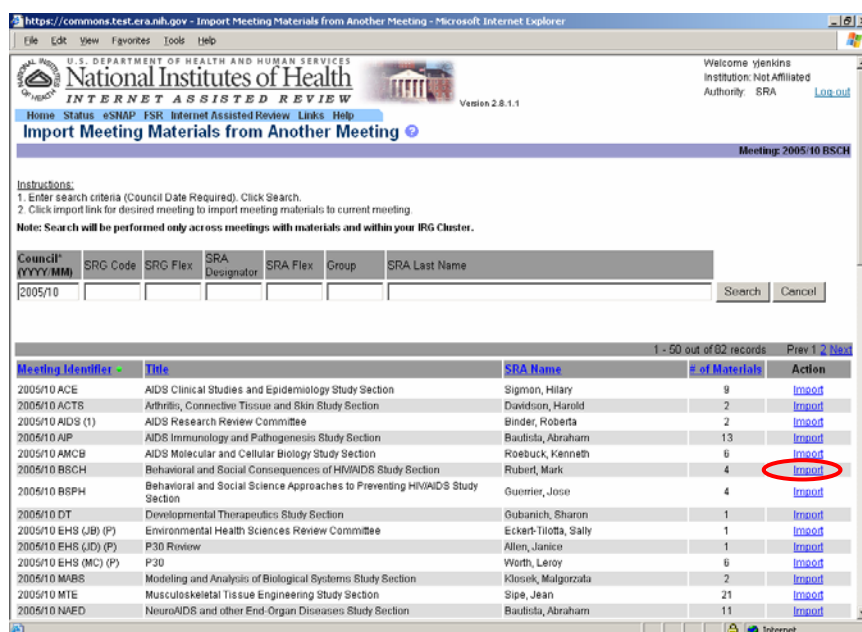 https://commons.test.era.nih.gov - Import Meeting Materials from Another Meeting - Microsoft Internet Explorer
File Edit View Favorites Tools Help
U.S. DEPARTMENT OF HEALTH AND HUMAN SERVICES
National Institutes of Health
INTERNET ASSISTED REVIEW
Version 2.8.1.1
Welcome yjenkins
Institution: Not Affiliated
Authority: SRA Log-out
Home Status eSNAP FSR Internet Assisted Review Links Help
Import Meeting Materials from Another Meeting ?
Meeting: 2005/10 BSCH
Instructions:
1. Enter search criteria (Council Date Required). Click Search.
2. Click import link for desired meeting to import meeting materials to current meeting.
Note: Search will be performed only across meetings with materials and within your IRG Cluster.
Council* (YYYY/MM) SRG Code SRG Flex SRA Designator SRA Flex Group SRA Last Name
2005/10 Search Cancel
1 - 50 out of 82 records Prev 1 2 Next
Meeting Identifier Title SRA Name # of Materials Action
2005/10 ACE AIDS Clinical Studies and Epidemiology Study Section Sigmon, Hilary 9 Import
2005/10 ACTS Arthritis, Connective Tissue and Skin Study Section Davidson, Harold 2 Import
2005/10 AIDS (1) AIDS Research Review Committee Binder, Roberta 2 Import
2005/10 AIP AIDS Immunology and Pathogenesis Study Section Bautista, Abraham 13 Import
2005/10 AMCB AIDS Molecular and Cellular Biology Study Section Roebuck, Kenneth 6 Import
2005/10 BSCH Behavioral and Social Consequences of HIV/AIDS Study Section Rubert, Mark 4 Import
2005/10 BSPH Behavioral and Social Science Approaches to Preventing HIV/AIDS Study Section Guerrier, Jose 4 Import
2005/10 DT Developmental Therapeutics Study Section Gubanich, Sharon 1 Import
2005/10 EHS (JB) (P) Environmental Health Sciences Review Committee Eckert-Tilotta, Sally 1 Import
2005/10 EHS (JD) (P) P30 Review Allen, Janice 1 Import
2005/10 EHS (MC) (P) P30 Worth, Leroy 6 Import
2005/10 MABS Modeling and Analysis of Biological Systems Study Section Klosek, Malgorzata 2 Import
2005/10 MTE Musculoskeletal Tissue Engineering Study Section Sipe, Jean 21 Import
2005/10 NAED NeuroAIDS and other End-Organ Diseases Study Section Bautista, Abraham 11 Import
Internet